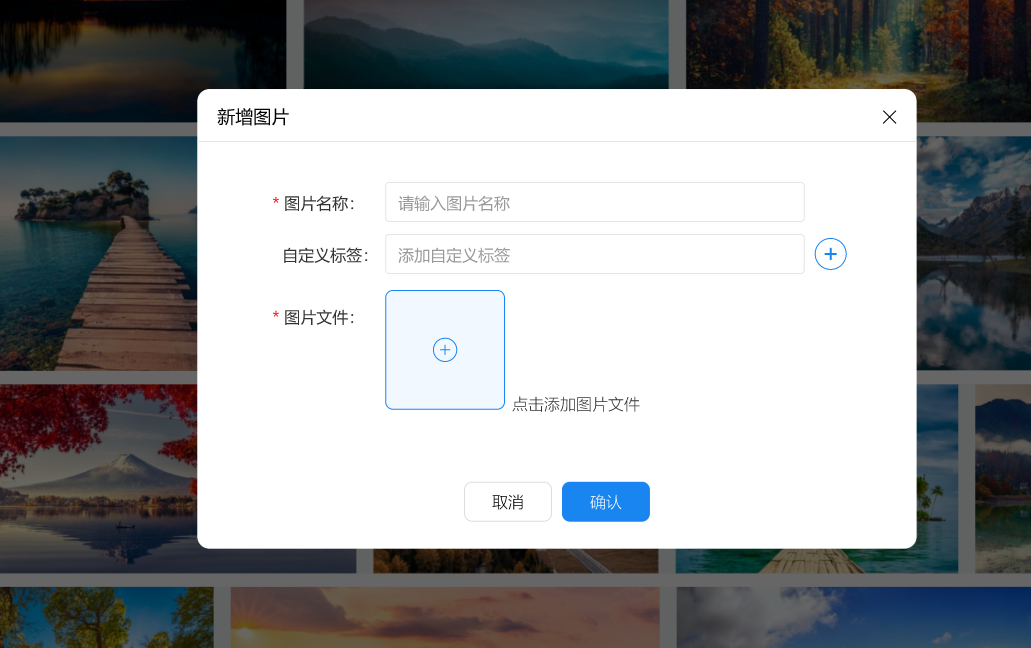 新增图片
* 图片名称： 请输入图片名称
自定义标签： 添加自定义标签
* 图片文件：
点击添加图片文件
取消 确认